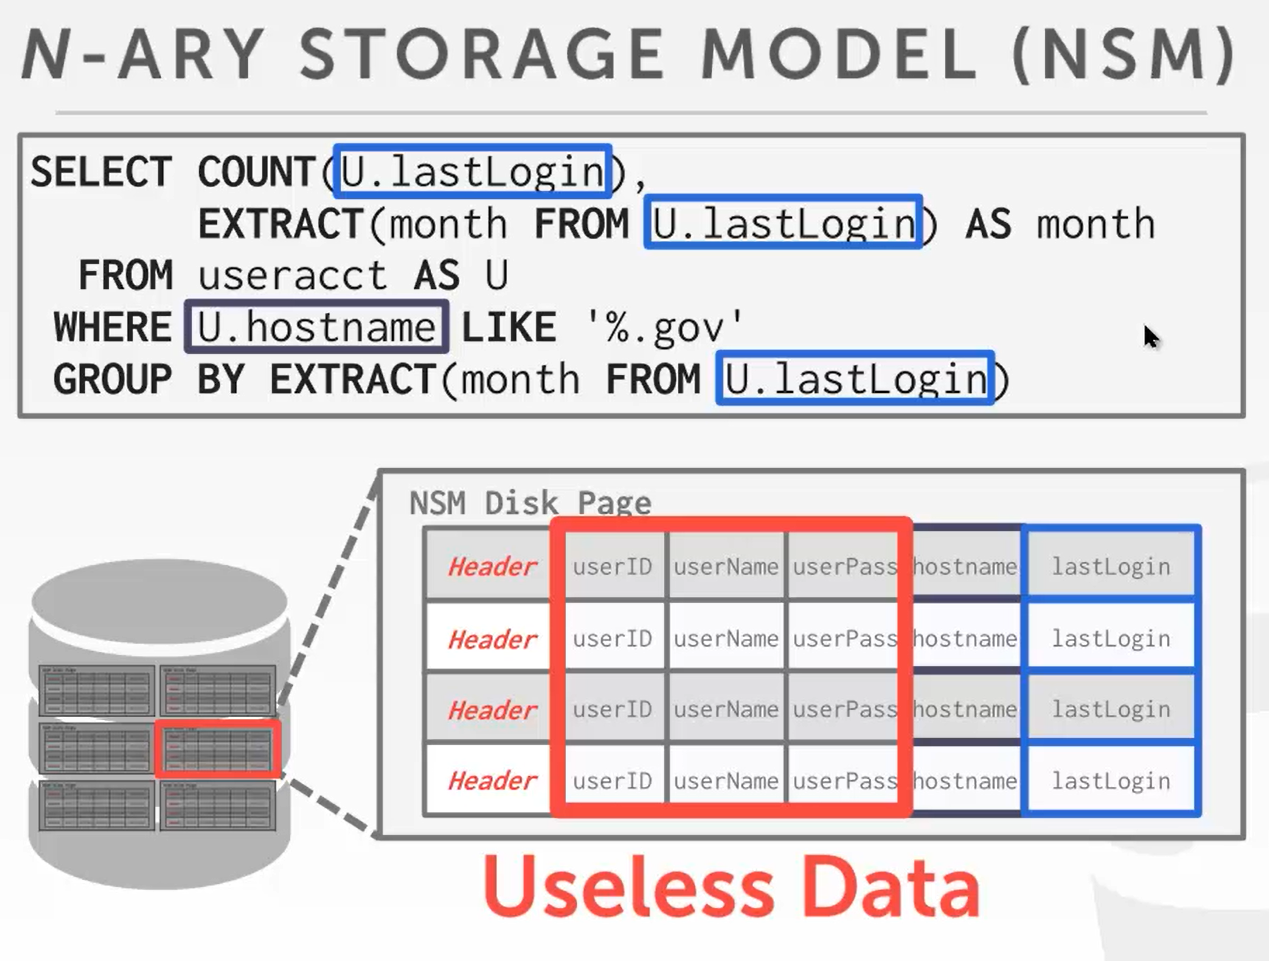 N-ARY STORAGE MODEL (NSM)
SELECT COUNT(U.lastLogin),
EXTRACT(month FROM U.lastLogin) AS month
FROM useracct AS U
WHERE U.hostname LIKE '%.gov'
GROUP BY EXTRACT(month FROM U.lastLogin)
NSM Disk Page
Header userID userName userPass hostname lastLogin
Header userID userName userPass hostname lastLogin
Header userID userName userPass hostname lastLogin
Header userID userName userPass hostname lastLogin
Useless Data